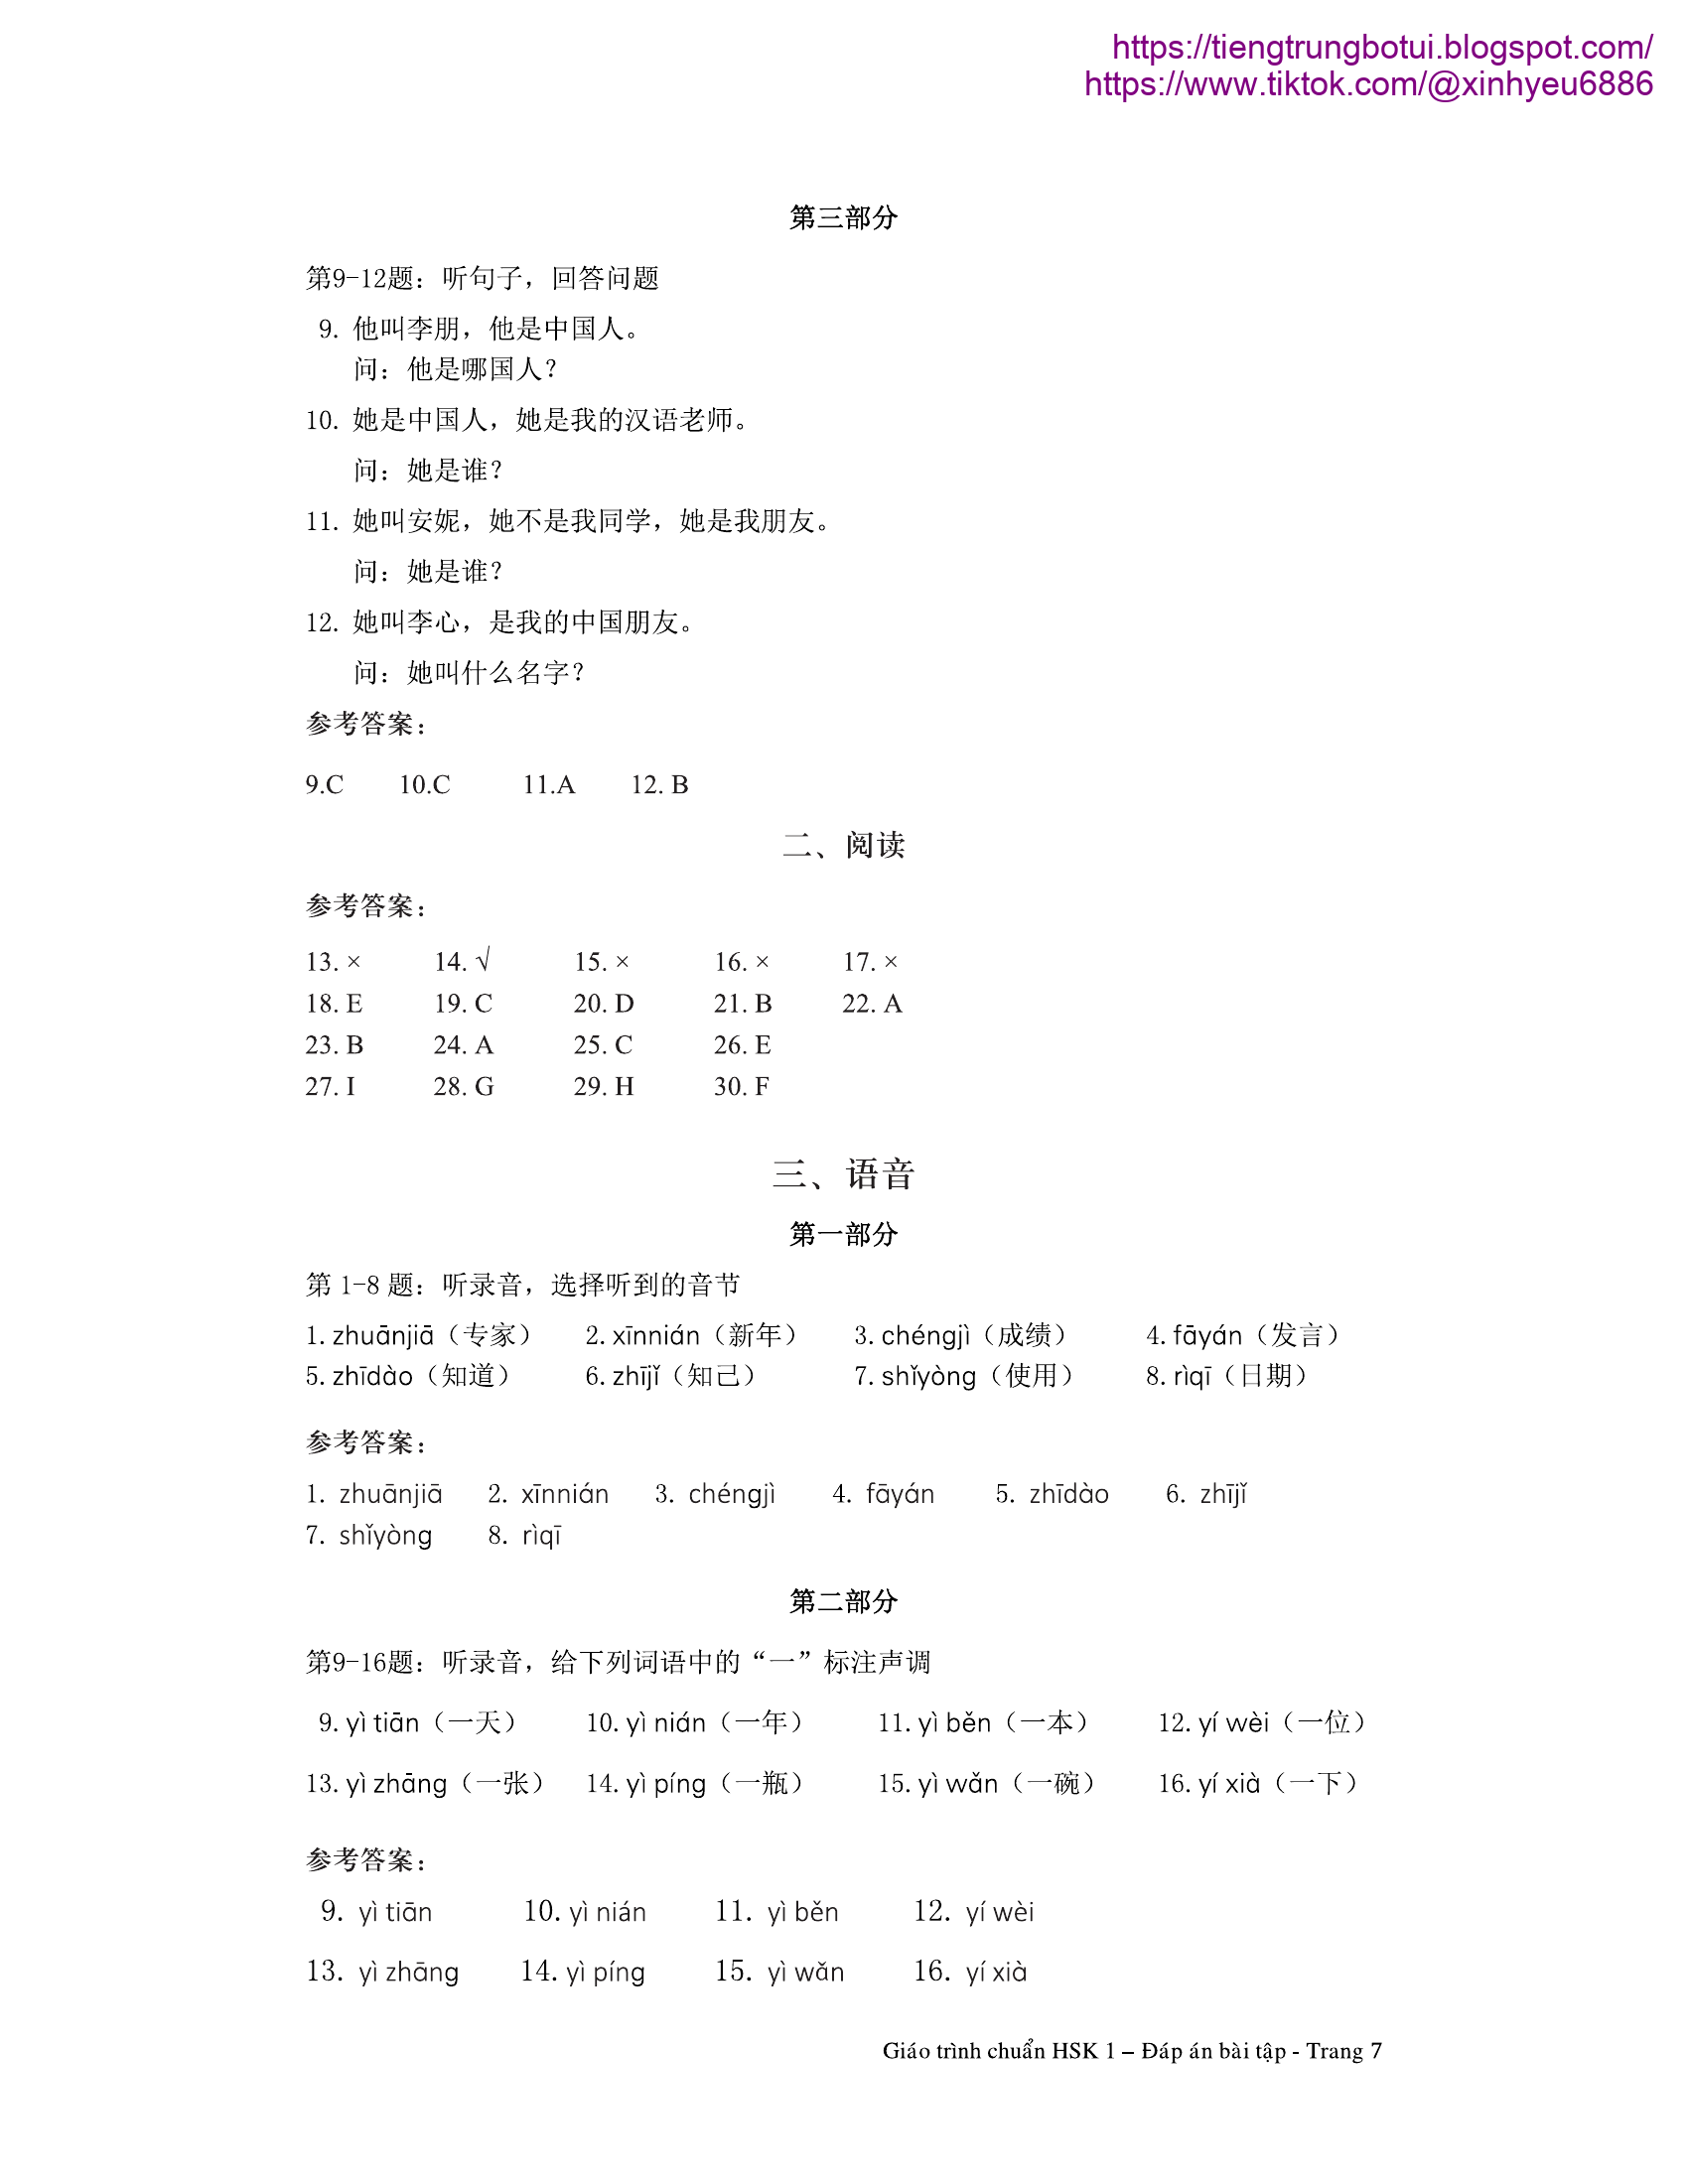 https://tiengtrungbotui.blogspot.com/
https://www.tiktok.com/@xinhyeu6886
第三部分
第9-12题：听句子，回答问题
9. 他叫李朋，他是中国人。
问：他是哪国人？
10. 她是中国人，她是我的汉语老师。
问：她是谁？
11. 她叫安妮，她不是我同学，她是我朋友。
问：她是谁？
12. 她叫李心，是我的中国朋友。
问：她叫什么名字？
参考答案：
9.C 10.C 11.A 12. B
二、阅读
参考答案：
13. × 14. √ 15. × 16. × 17. ×
18. E 19. C 20. D 21. B 22. A
23. B 24. A 25. C 26. E
27. I 28. G 29. H 30. F
三、语音
第一部分
第 1-8 题：听录音，选择听到的音节
1. zhuānjiā（专家） 2. xīnnián（新年） 3. chéngjì（成绩） 4. fāyán（发言）
5. zhīdào（知道） 6. zhījǐ（知己） 7. shǐyòng（使用） 8. rìqī（日期）
参考答案：
1. zhuānjiā 2. xīnnián 3. chéngjì 4. fāyán 5. zhīdào 6. zhījǐ
7. shǐyòng 8. rìqī
第二部分
第9-16题：听录音，给下列词语中的“一”标注声调
9. yì tiān（一天） 10. yì nián（一年） 11. yì běn（一本） 12. yí wèi（一位）
13. yì zhāng（一张） 14. yì píng（一瓶） 15. yì wǎn（一碗） 16. yí xià（一下）
参考答案：
9. yì tiān 10. yì nián 11. yì běn 12. yí wèi
13. yì zhāng 14. yì píng 15. yì wǎn 16. yí xià
Giáo trình chuẩn HSK 1 – Đáp án bài tập - Trang 7